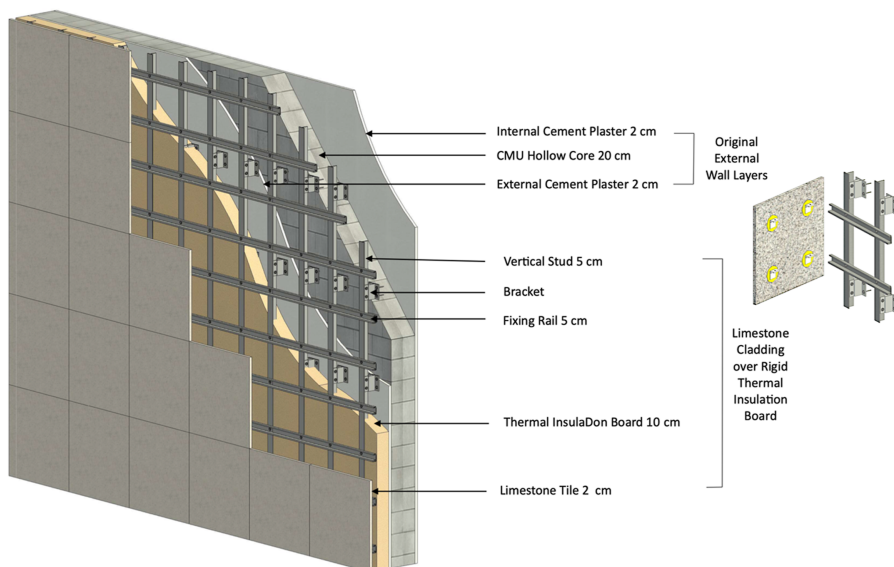 Internal Cement Plaster 2 cm
CMU Hollow Core 20 cm
External Cement Plaster 2 cm
Original
External
Wall Layers
Vertical Stud 5 cm
Bracket
Fixing Rail 5 cm
Limestone
Cladding
over Rigid
Thermal
Insulation
Board
Thermal InsulaDon Board 10 cm
Limestone Tile 2 cm